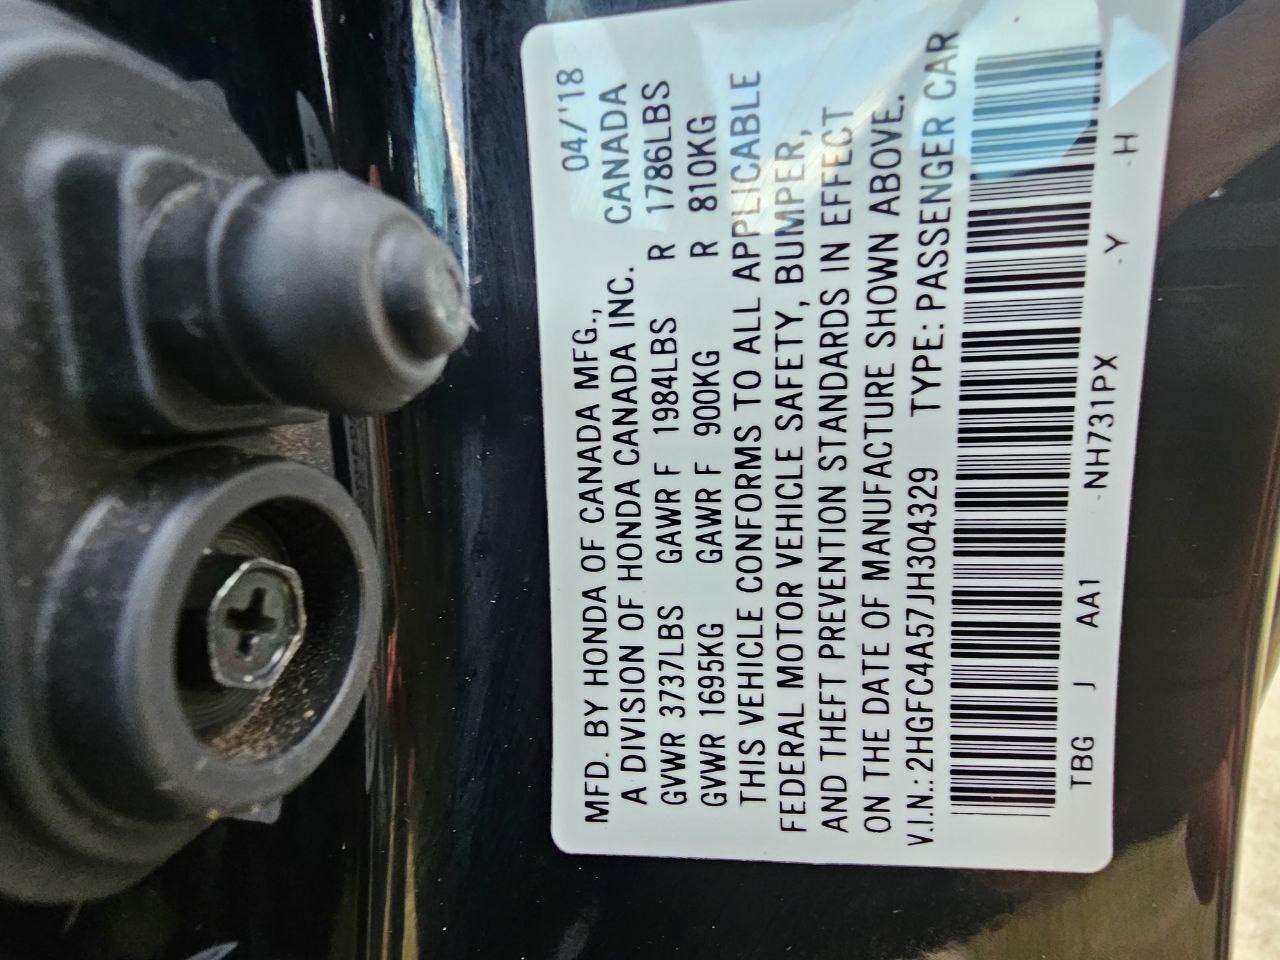 MFD. BY HONDA OF CANADA MFG., 04/'18
A DIVISION OF HONDA CANADA INC. CANADA
GVWR 3737LBS GAWR F 1984LBS R 1786LBS
GVWR 1695KG GAWR F 900KG R 810KG
THIS VEHICLE CONFORMS TO ALL APPLICABLE
FEDERAL MOTOR VEHICLE SAFETY, BUMPER,
AND THEFT PREVENTION STANDARDS IN EFFECT
ON THE DATE OF MANUFACTURE SHOWN ABOVE.
V.I.N.: 2HGFC4A57JH304329 TYPE: PASSENGER CAR
TBG J AA1 -NH731PX -Y -H